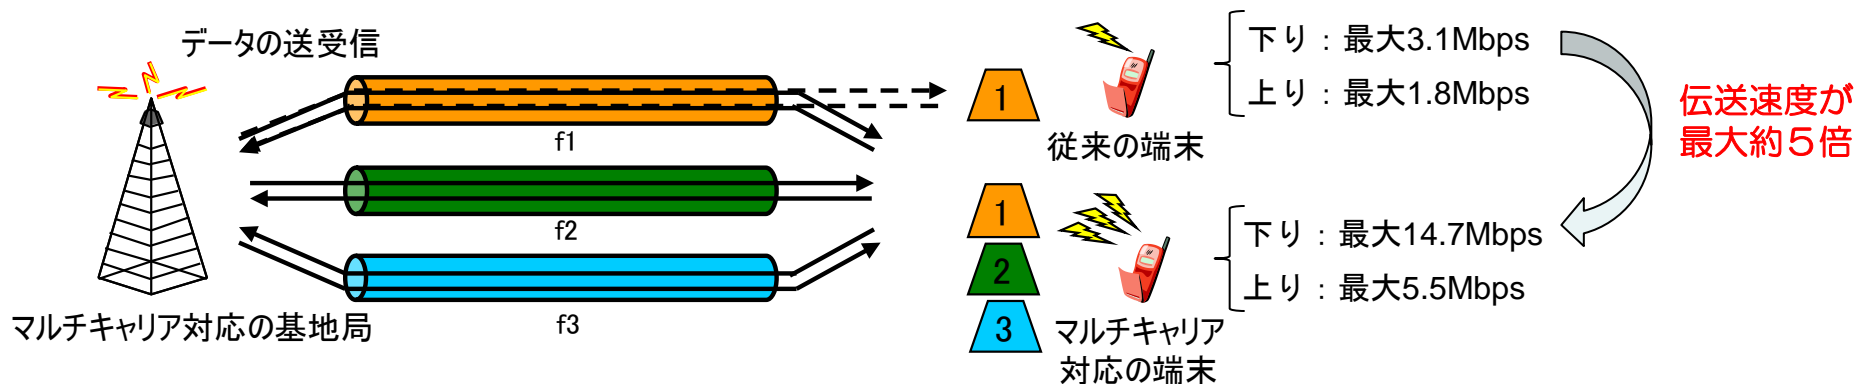 データの送受信
f1
f2
f3
マルチキャリア対応の基地局
1
従来の端末
下り：最大3.1Mbps
上り：最大1.8Mbps
1
2
3
マルチキャリア
対応の端末
下り：最大14.7Mbps
上り：最大5.5Mbps
伝送速度が
最大約５倍